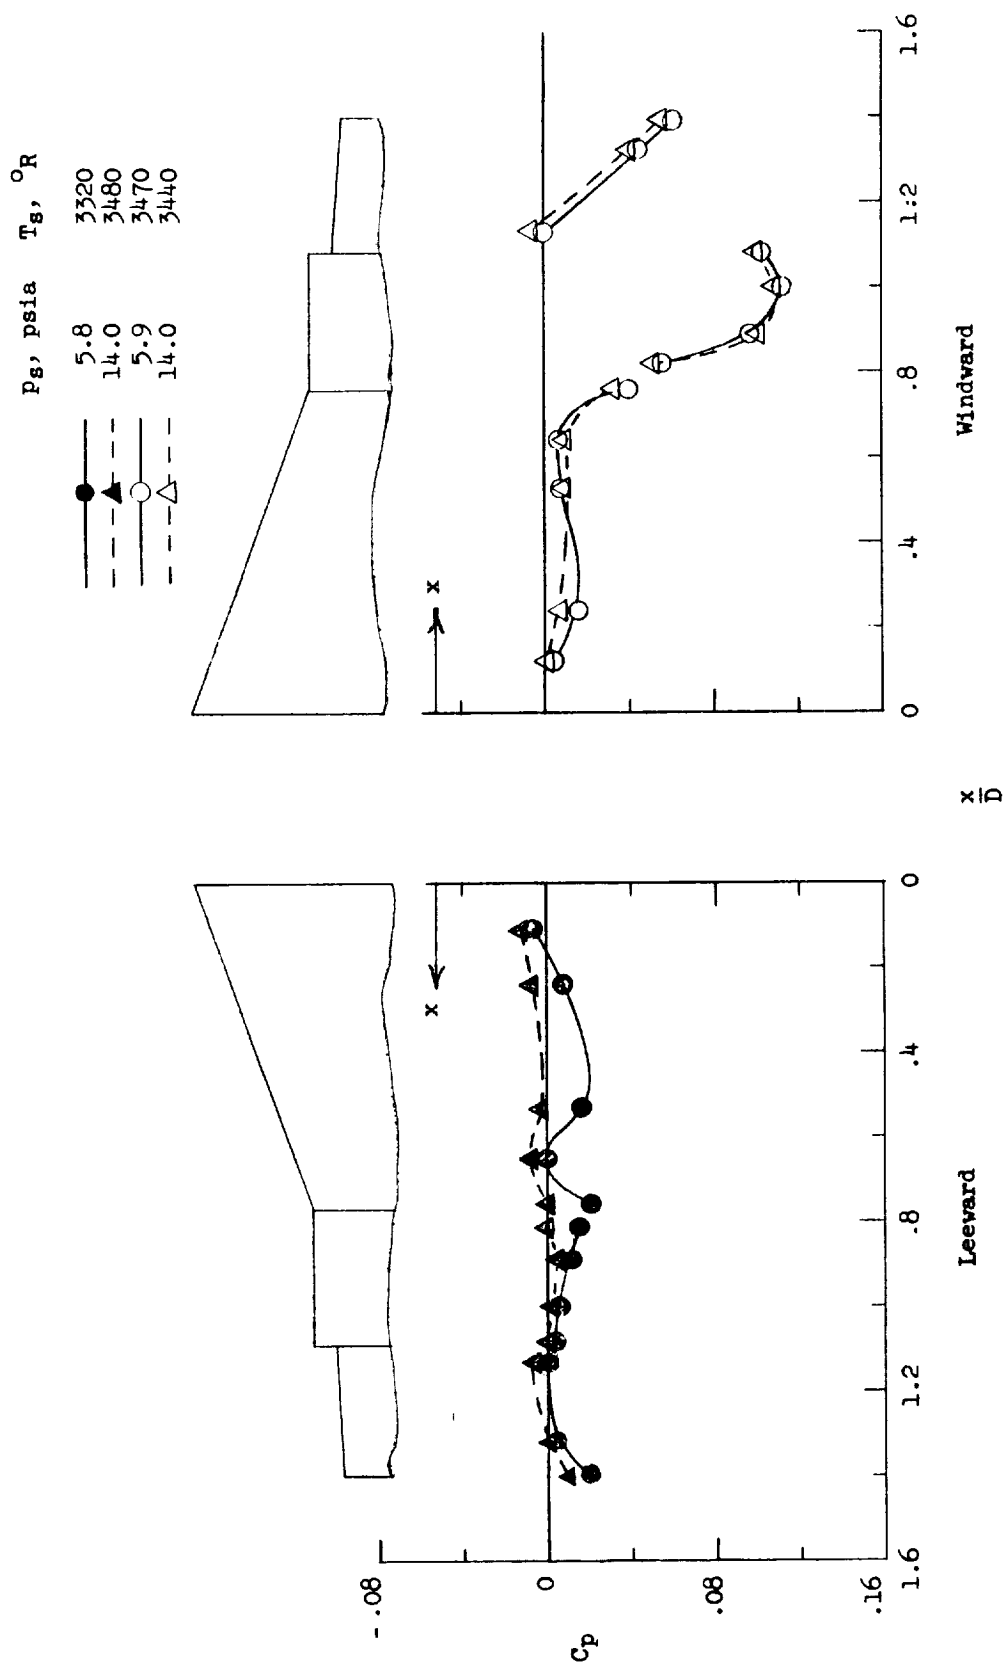 p_s, psia T_s, °R
5.8 3320
14.0 3480
5.9 3470
14.0 3440
x
x
-.08
0
.08
.16
C_p
1.6 1.2 .8 .4 0
0 .4 .8 1.2 1.6
Leeward
x/D
Windward